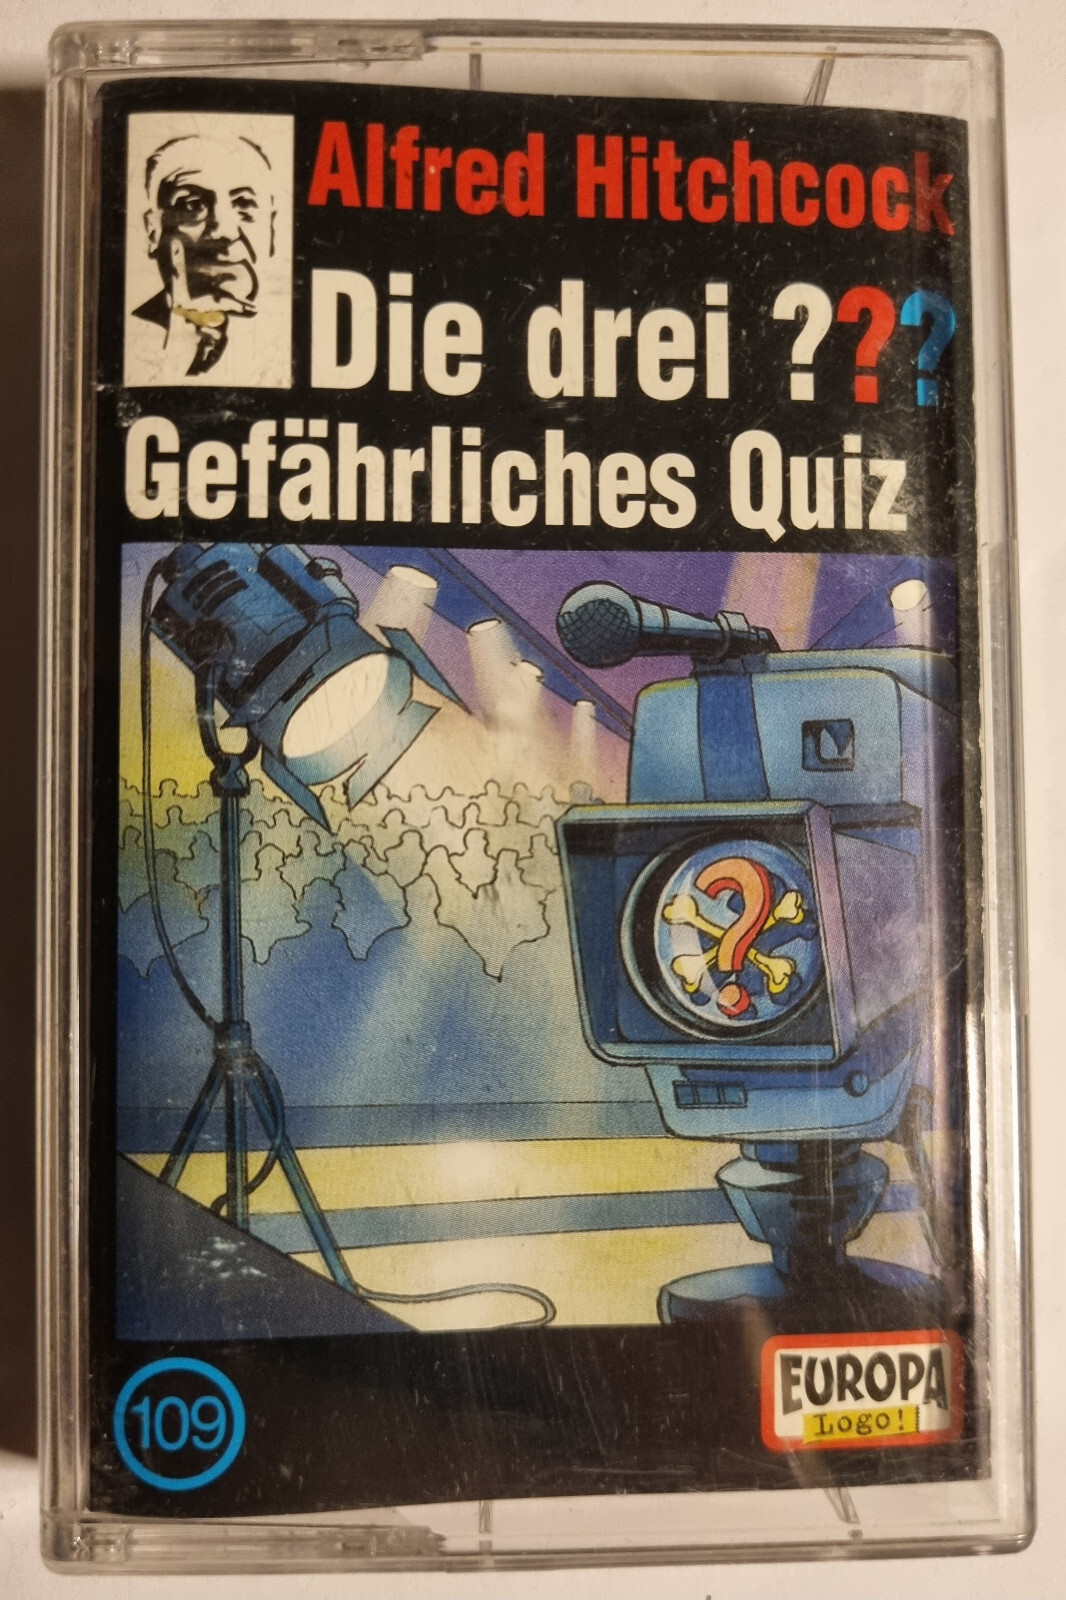 Alfred Hitchcock
Die drei ???
Gefährliches Quiz
109
EUROPA
Logo!